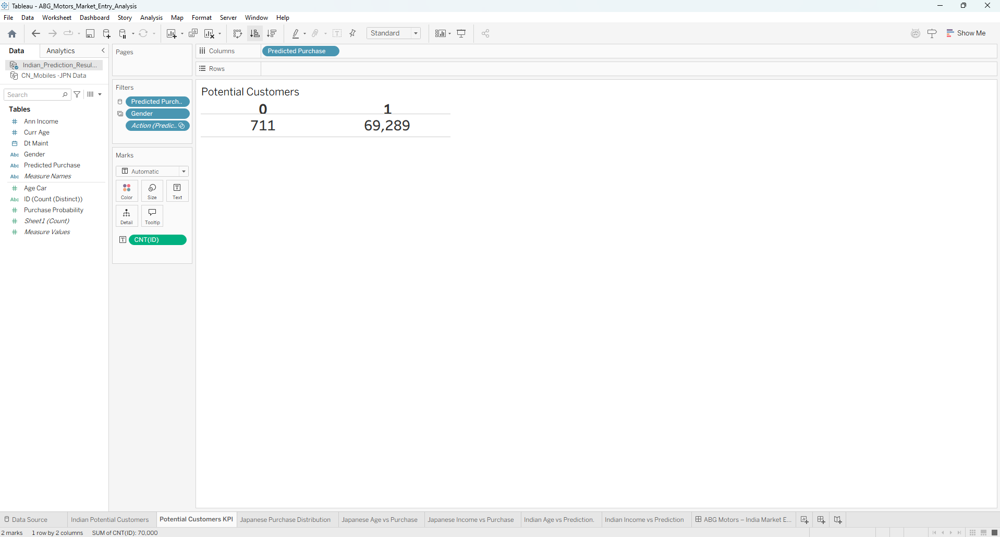 Tableau - ABG_Motors_Market_Entry_Analysis
File Data Worksheet Dashboard Story Analysis Map Format Server Window Help
Standard
Show Me
Data Analytics
Indian_Prediction_Resul...
CN_Mobiles -JPN Data
Search
Tables
Ann Income
Curr Age
Dt Maint
Abc Gender
Abc Predicted Purchase
Abc Measure Names
Age Car
Abc ID (Count (Distinct))
Purchase Probability
Sheet1 (Count)
Measure Values
Pages
Filters
Predicted Purch..
Gender
Action (Predic..
Marks
Automatic
Color Size Text
Detail Tooltip
CNT(ID)
Columns Predicted Purchase
Rows
Potential Customers
0 1
711 69,289
Data Source Indian Potential Customers Potential Customers KPI Japanese Purchase Distribution Japanese Age vs Purchase Japanese Income vs Purchase Indian Age vs Prediction. Indian Income vs Prediction ABG Motors – India Market E...
2 marks 1 row by 2 columns SUM of CNT(ID): 70,000